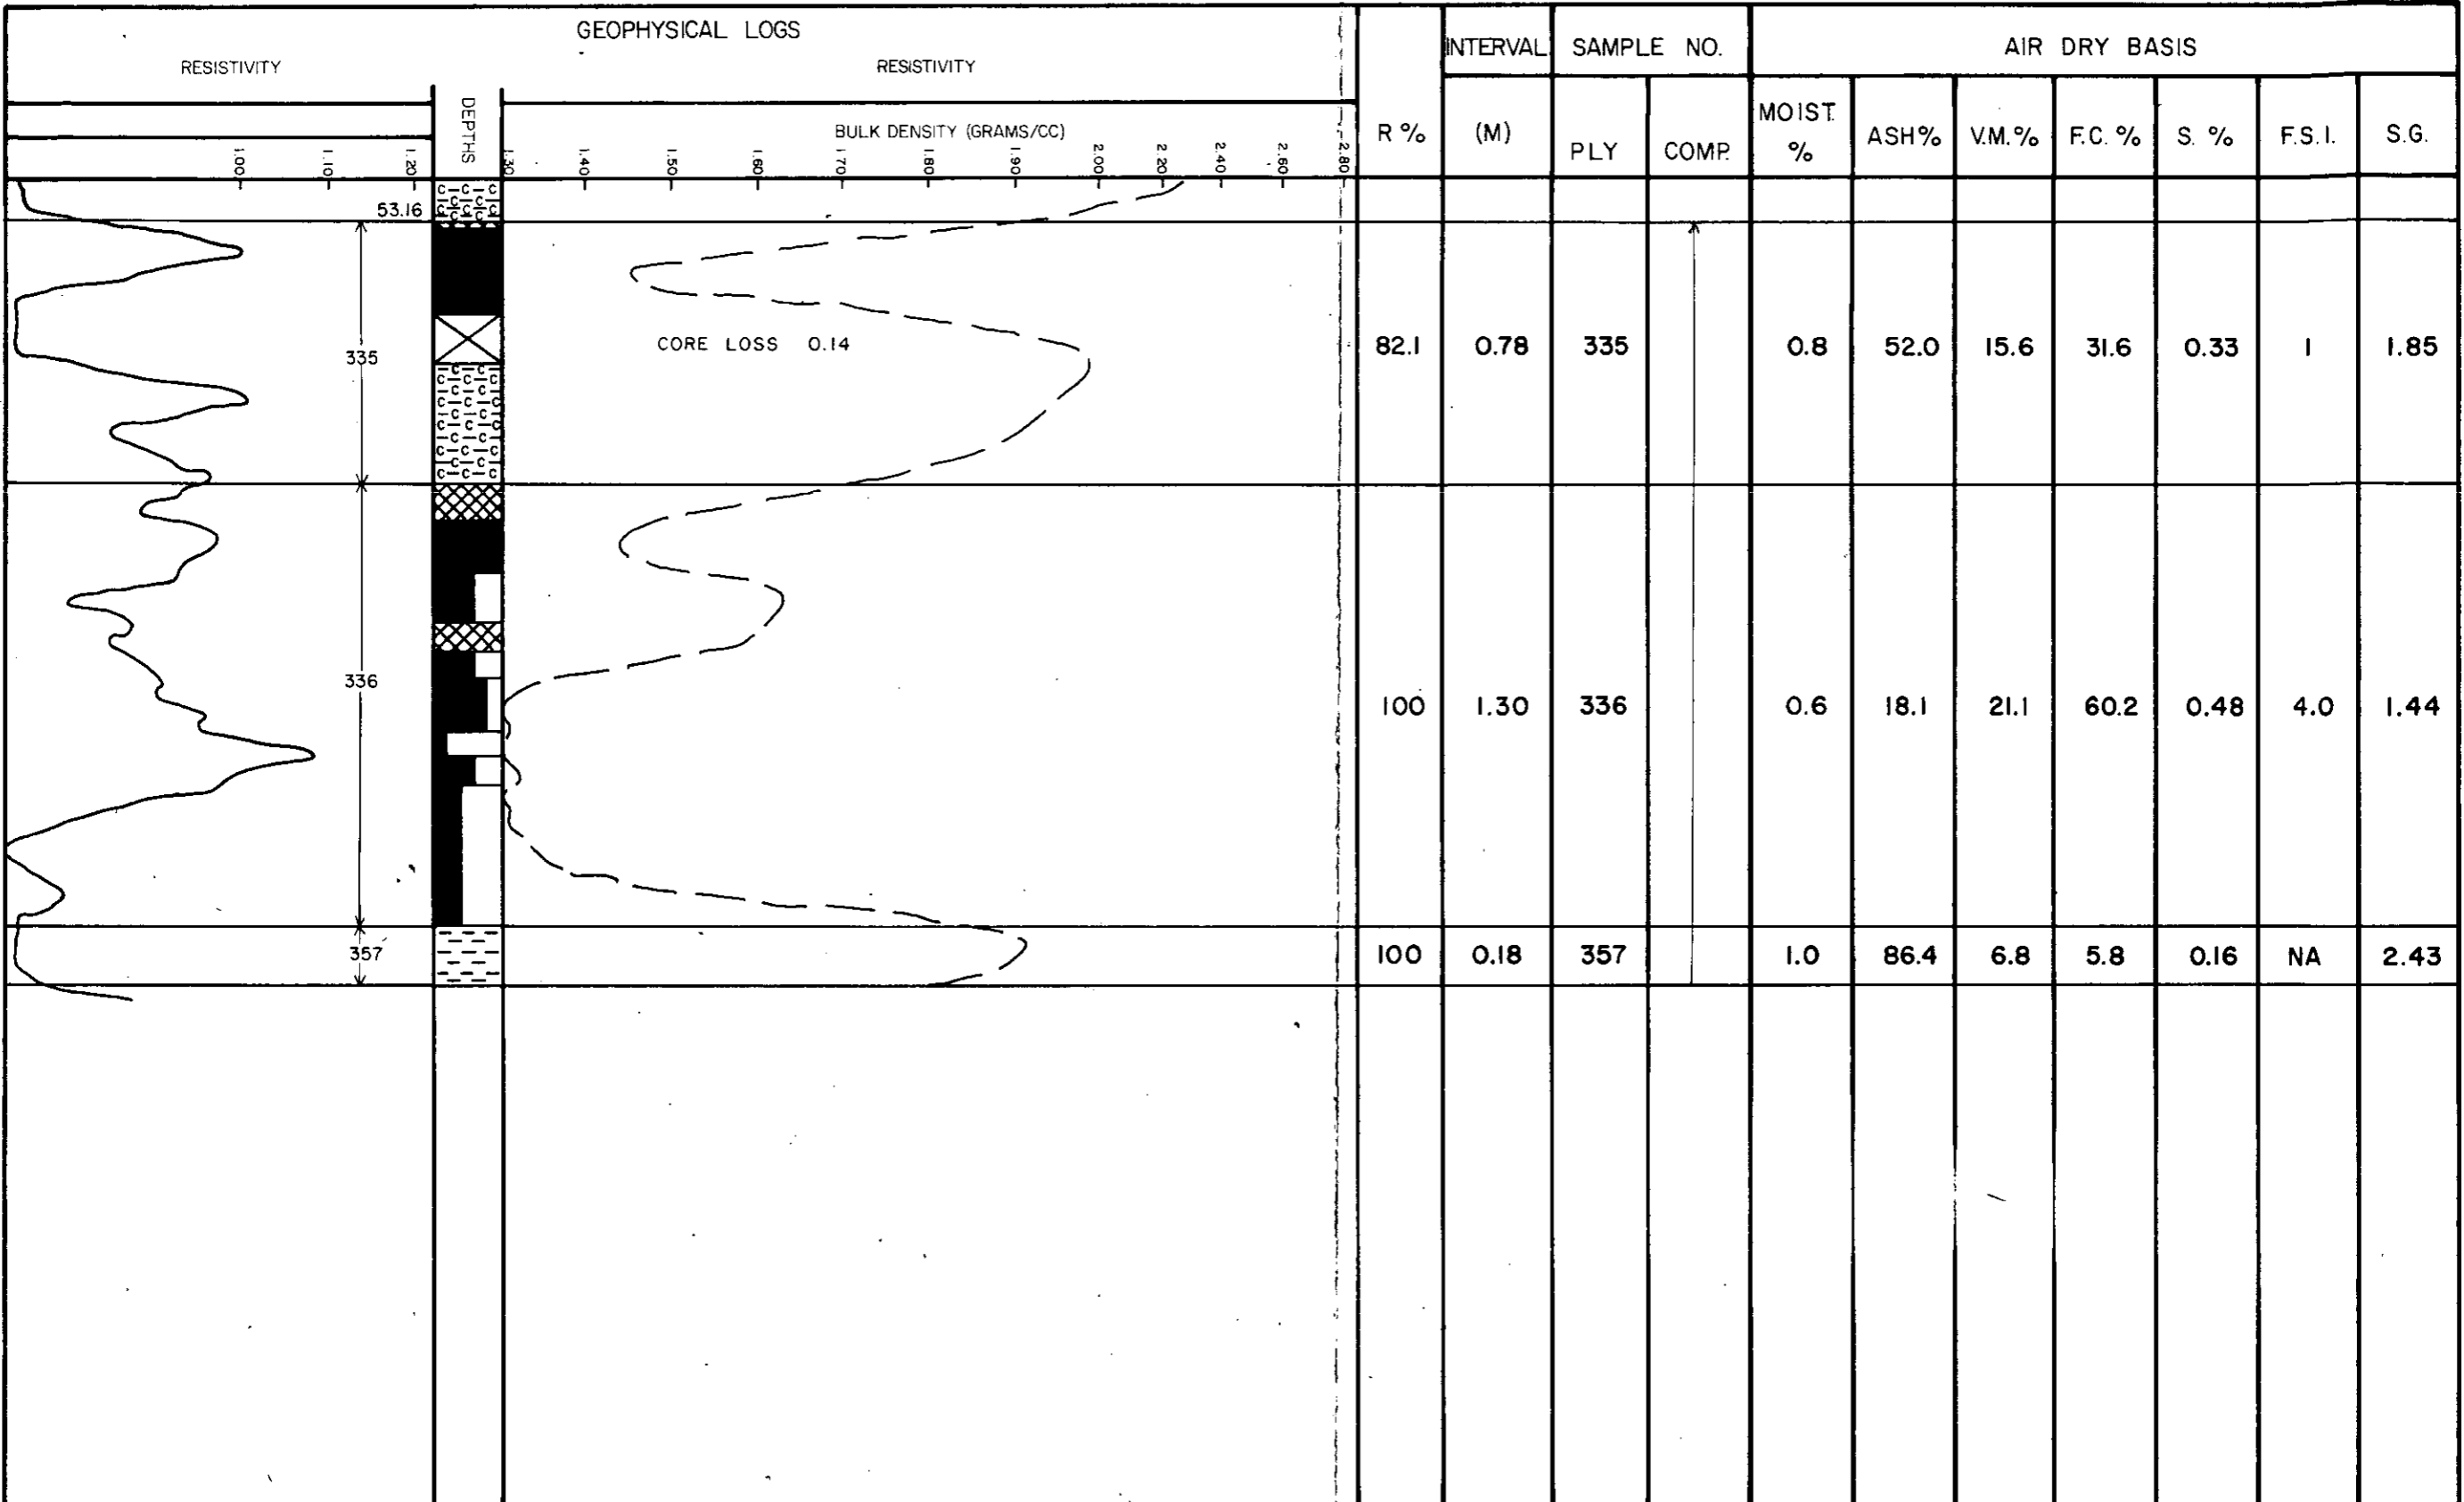 GEOPHYSICAL LOGS
RESISTIVITY
RESISTIVITY
DEPTHS
BULK DENSITY (GRAMS/CC)
1.00 1.10 1.20
1.30 1.40 1.50 1.60 1.70 1.80 1.90 2.00 2.20 2.40 2.60 2.80
R % INTERVAL (M) SAMPLE NO. AIR DRY BASIS
PLY COMP. MOIST. % ASH % V.M. % F.C. % S. % F.S.I. S.G.
53.16
C-C-C
335
CORE LOSS 0.14
82.1 0.78 335 0.8 52.0 15.6 31.6 0.33 1 1.85
336
100 1.30 336 0.6 18.1 21.1 60.2 0.48 4.0 1.44
357
100 0.18 357 1.0 86.4 6.8 5.8 0.16 NA 2.43